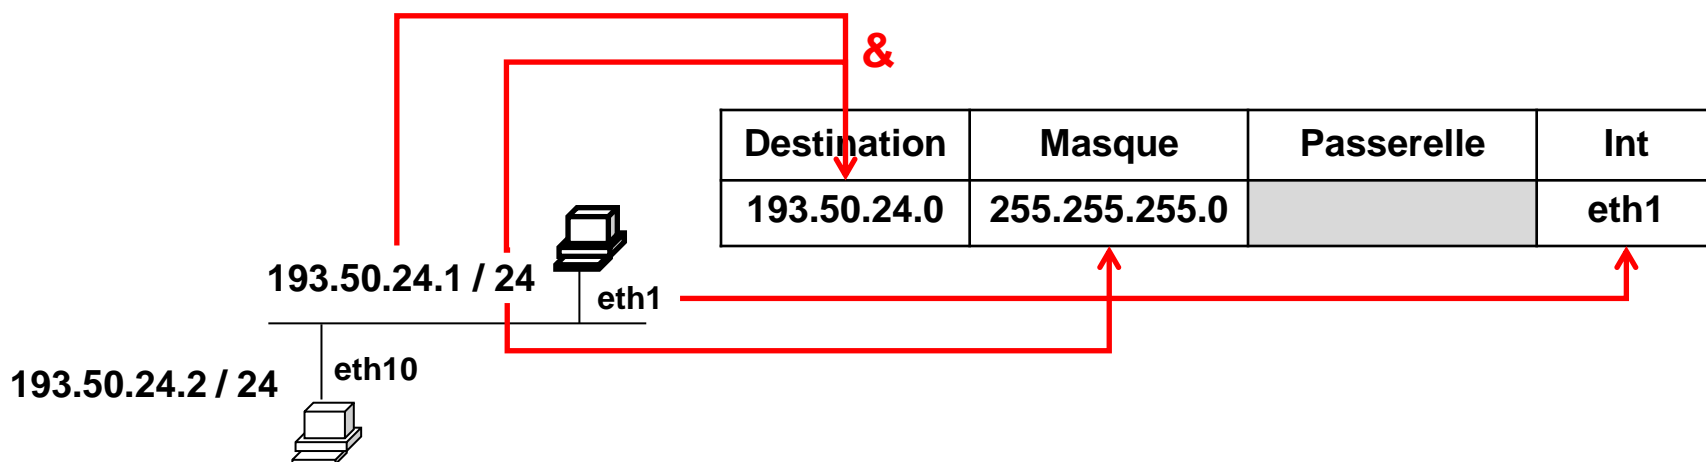 &
Destination Masque Passerelle Int
193.50.24.0 255.255.255.0 eth1
193.50.24.1 / 24
eth1
eth10
193.50.24.2 / 24